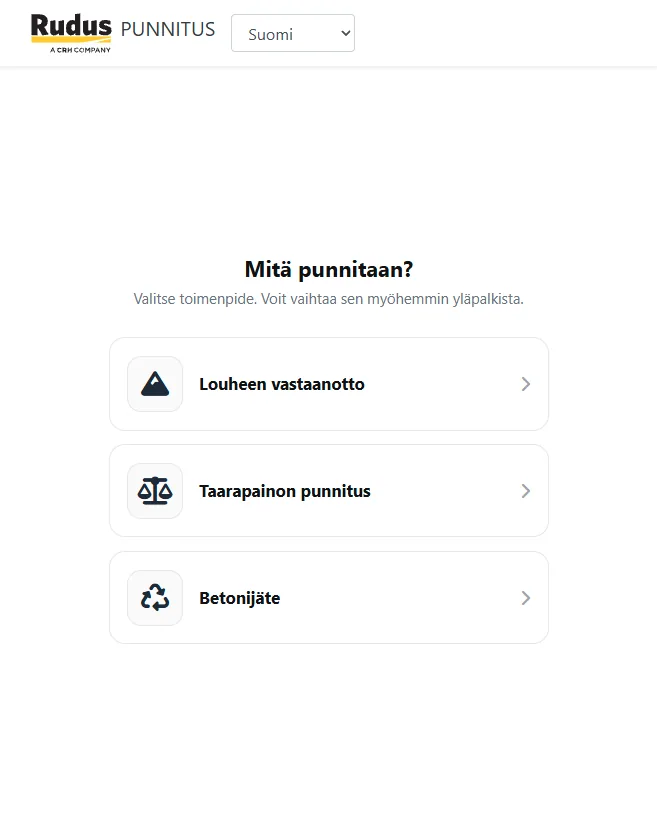 Rudus PUNNITUS
A CRH COMPANY
Suomi
Mitä punnitaan?
Valitse toimenpide. Voit vaihtaa sen myöhemmin yläpalkista.
Louheen vastaanotto
Taarapainon punnitus
Betonijäte